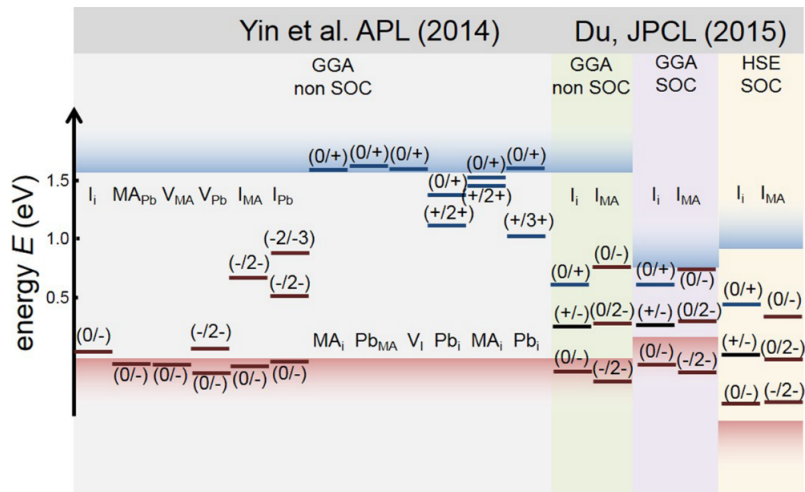 Yin et al. APL (2014) Du, JPCL (2015)
GGA
non SOC
GGA
non SOC
GGA
SOC
HSE
SOC
energy E (eV)
1.5
1.0
0.5
(0/+) (0/+) (0/+) (0/+) (0/+)
(0/+)
(+/2+) (+/2+) (+/3+)
Ii MAPb VMA VPb IMA IPb
(-2/-3)
(-/2-)
(-/2-)
(0/-) (-/2-)
MAi PbMA VI Pbi MAi Pbi
(0/-) (0/-) (0/-) (0/-) (0/-)
Ii IMA
(0/+) (0/-)
(+/-) (0/2-)
(0/-) (-/2-)
Ii IMA
(0/+) (0/-)
(+/-) (0/2-)
(0/-) (-/2-)
Ii IMA
(0/+) (0/-)
(+/-) (0/2-)
(0/-) (-/2-)